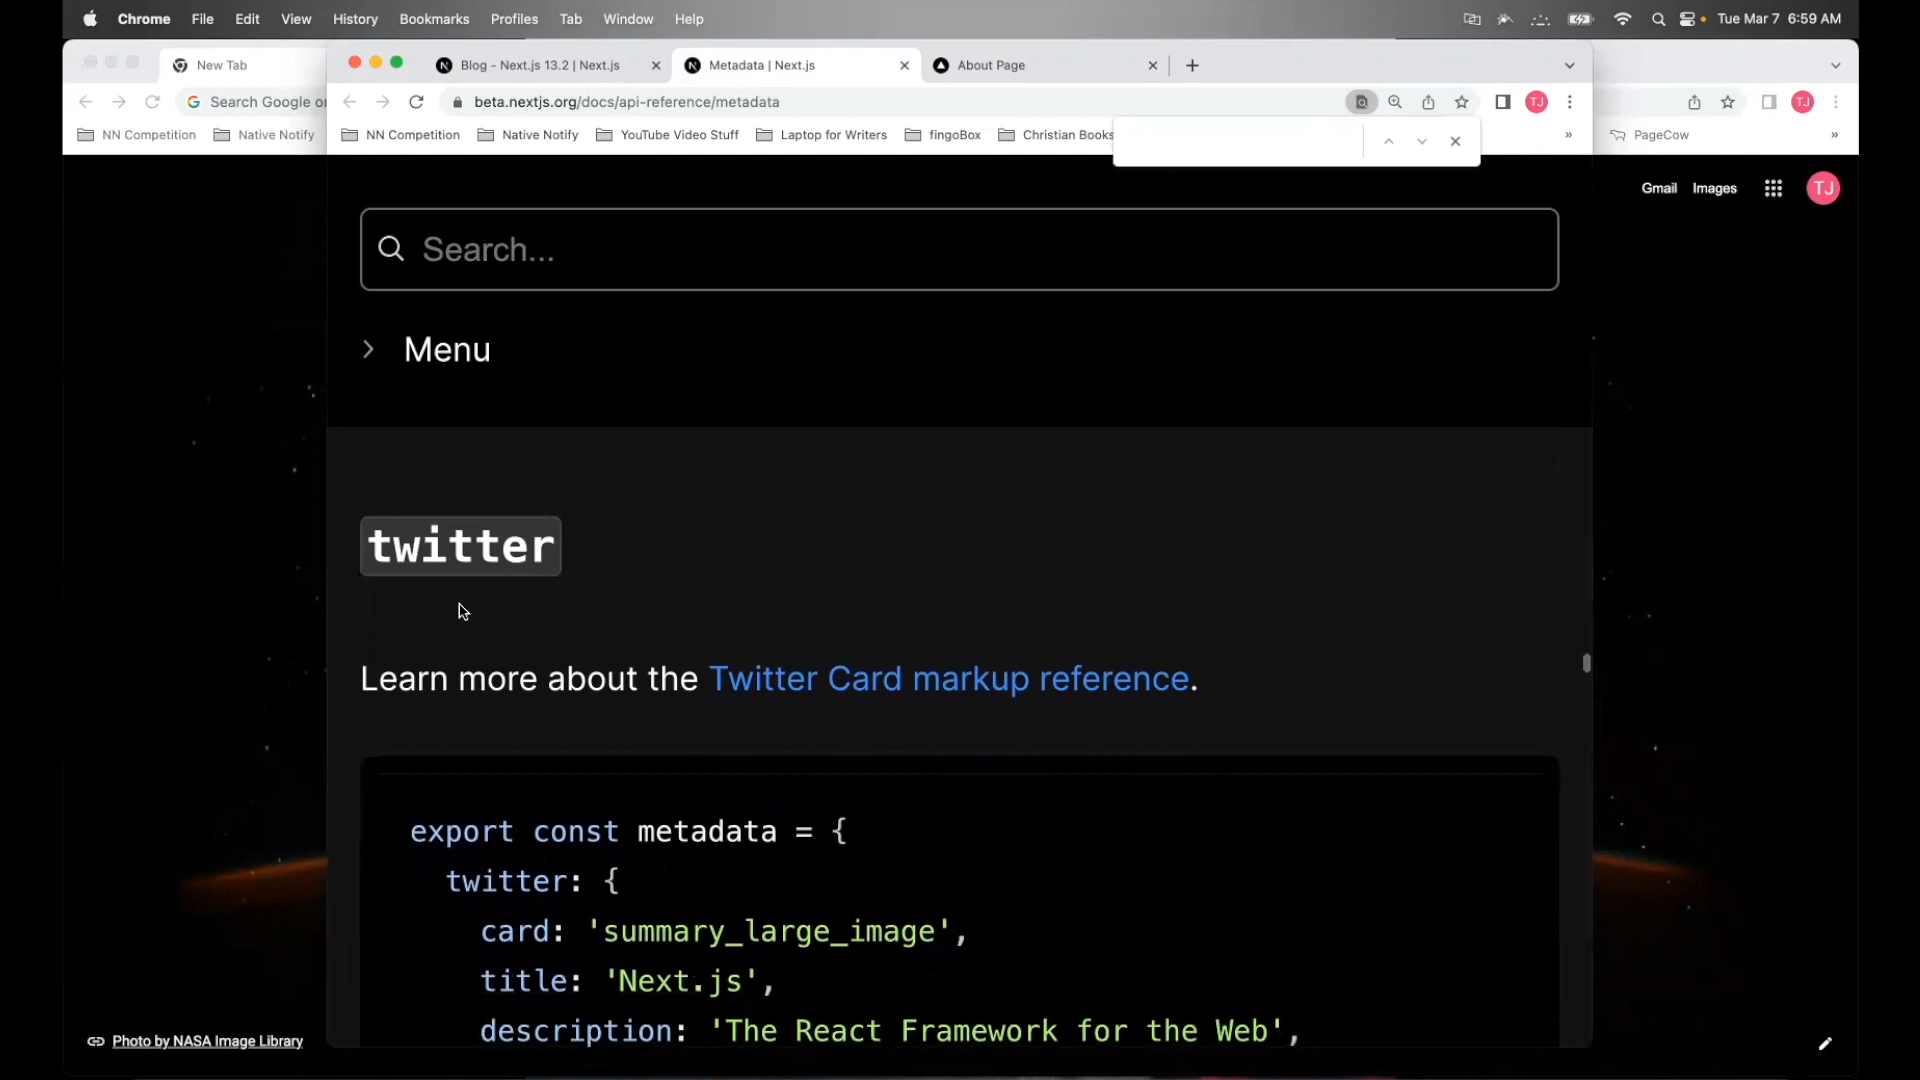 Chrome File Edit View History Bookmarks Profiles Tab Window Help Tue Mar 7 6:59 AM
New Tab
Blog - Next.js 13.2 | Next.js
Metadata | Next.js
About Page
Search Google or
beta.nextjs.org/docs/api-reference/metadata
TJ
TJ
NN Competition Native Notify
NN Competition Native Notify YouTube Video Stuff Laptop for Writers fingoBox Christian Books
»
PageCow
»
Gmail Images TJ
Search...
Menu
twitter
Learn more about the Twitter Card markup reference.
export const metadata = {
twitter: {
card: 'summary_large_image',
title: 'Next.js',
description: 'The React Framework for the Web',
Photo by NASA Image Library